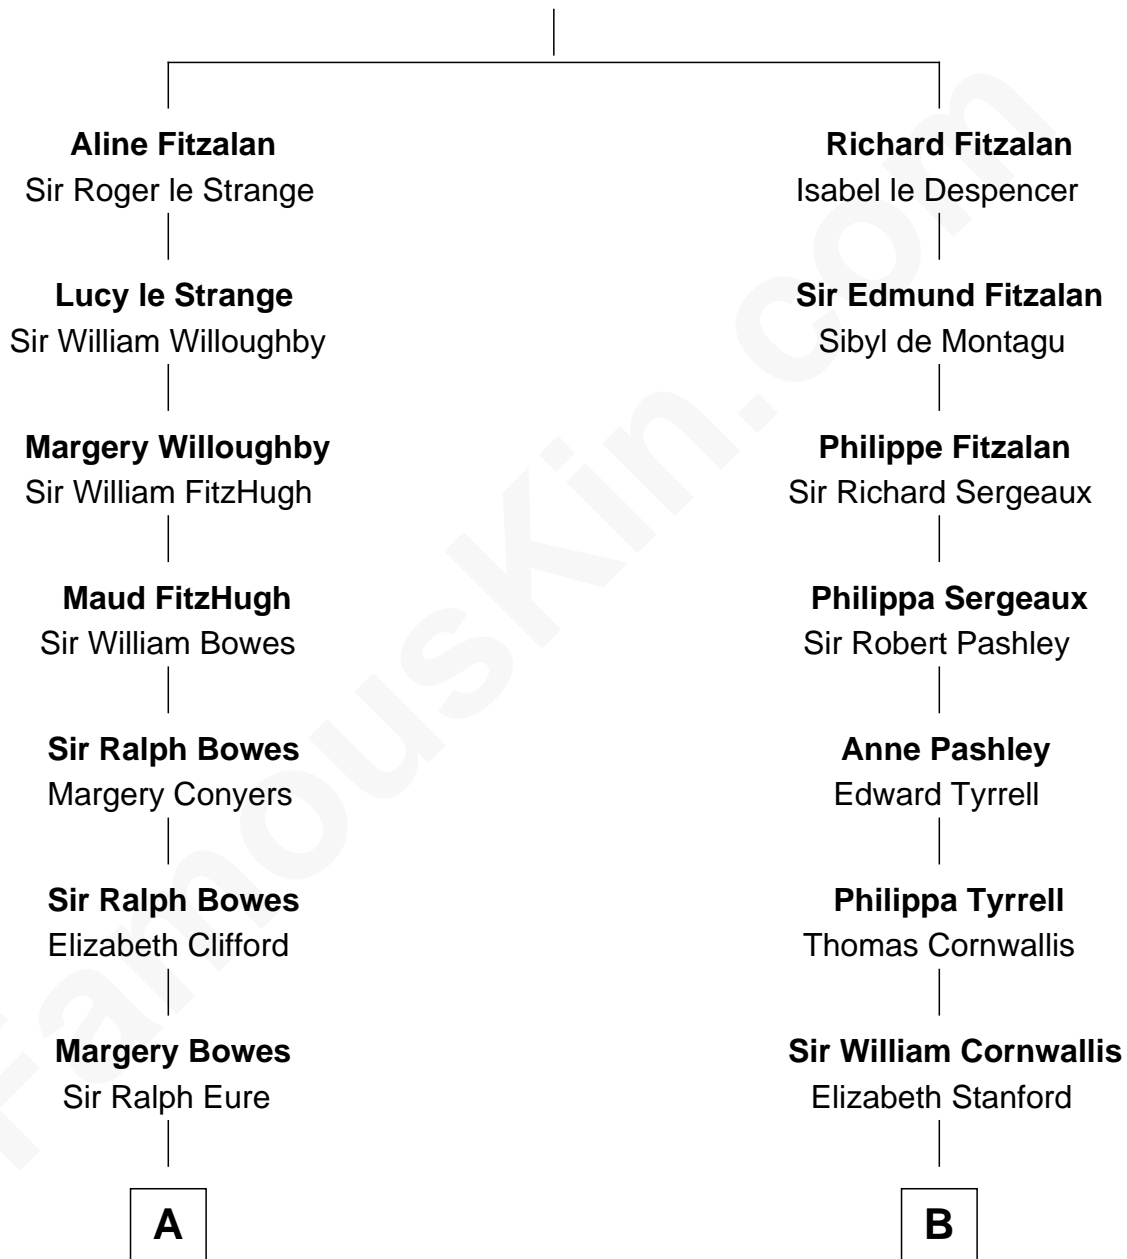 Aline Fitzalan
Sir Roger le Strange
Lucy le Strange
Sir William Willoughby
Margery Willoughby
Sir William FitzHugh
Maud FitzHugh
Sir William Bowes
Sir Ralph Bowes
Margery Conyers
Sir Ralph Bowes
Elizabeth Clifford
Margery Bowes
Sir Ralph Eure
A
Richard Fitzalan
Isabel le Despencer
Sir Edmund Fitzalan
Sibyl de Montagu
Philippe Fitzalan
Sir Richard Sergeaux
Philippa Sergeaux
Sir Robert Pashley
Anne Pashley
Edward Tyrrell
Philippa Tyrrell
Thomas Cornwallis
Sir William Cornwallis
Elizabeth Stanford
B
FamousKin.com